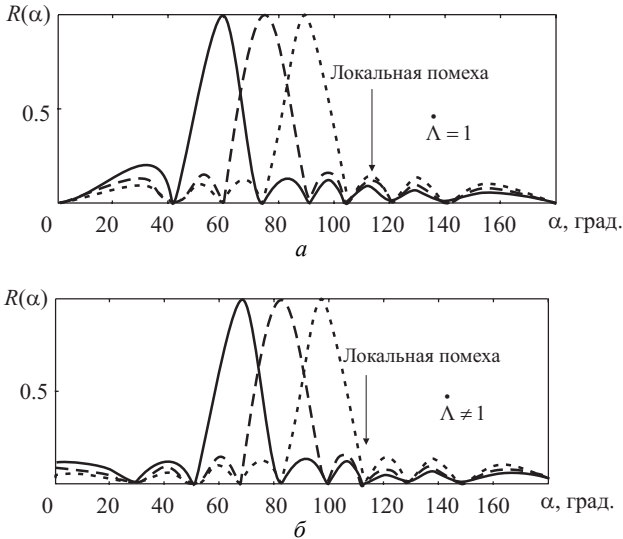 R(α)
Локальная помеха
0.5
Λ̇ = 1
0 20 40 60 80 100 120 140 160 α, град.
а
R(α)
Локальная помеха
0.5
Λ̇ ≠ 1
0 20 40 60 80 100 120 140 160 α, град.
б